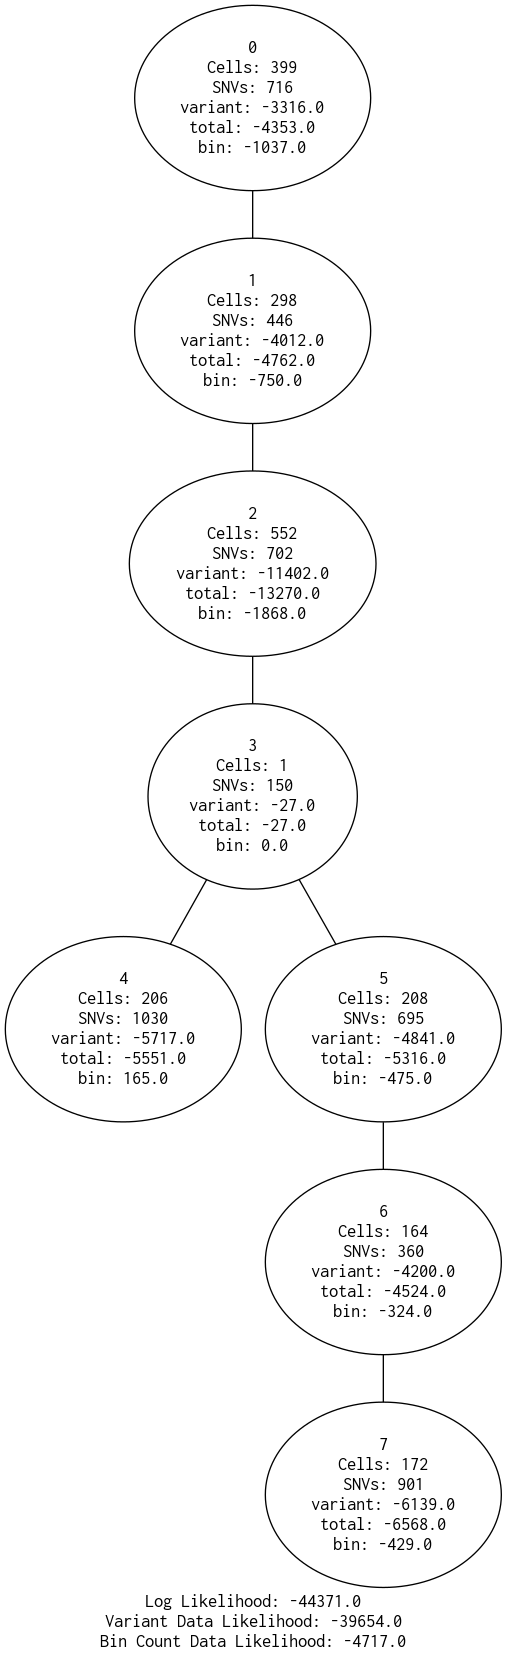 0
Cells: 399
SNVs: 716
variant: -3316.0
total: -4353.0
bin: -1037.0
1
Cells: 298
SNVs: 446
variant: -4012.0
total: -4762.0
bin: -750.0
2
Cells: 552
SNVs: 702
variant: -11402.0
total: -13270.0
bin: -1868.0
3
Cells: 1
SNVs: 150
variant: -27.0
total: -27.0
bin: 0.0
4
Cells: 206
SNVs: 1030
variant: -5717.0
total: -5551.0
bin: 165.0
5
Cells: 208
SNVs: 695
variant: -4841.0
total: -5316.0
bin: -475.0
6
Cells: 164
SNVs: 360
variant: -4200.0
total: -4524.0
bin: -324.0
7
Cells: 172
SNVs: 901
variant: -6139.0
total: -6568.0
bin: -429.0
Log Likelihood: -44371.0
Variant Data Likelihood: -39654.0
Bin Count Data Likelihood: -4717.0